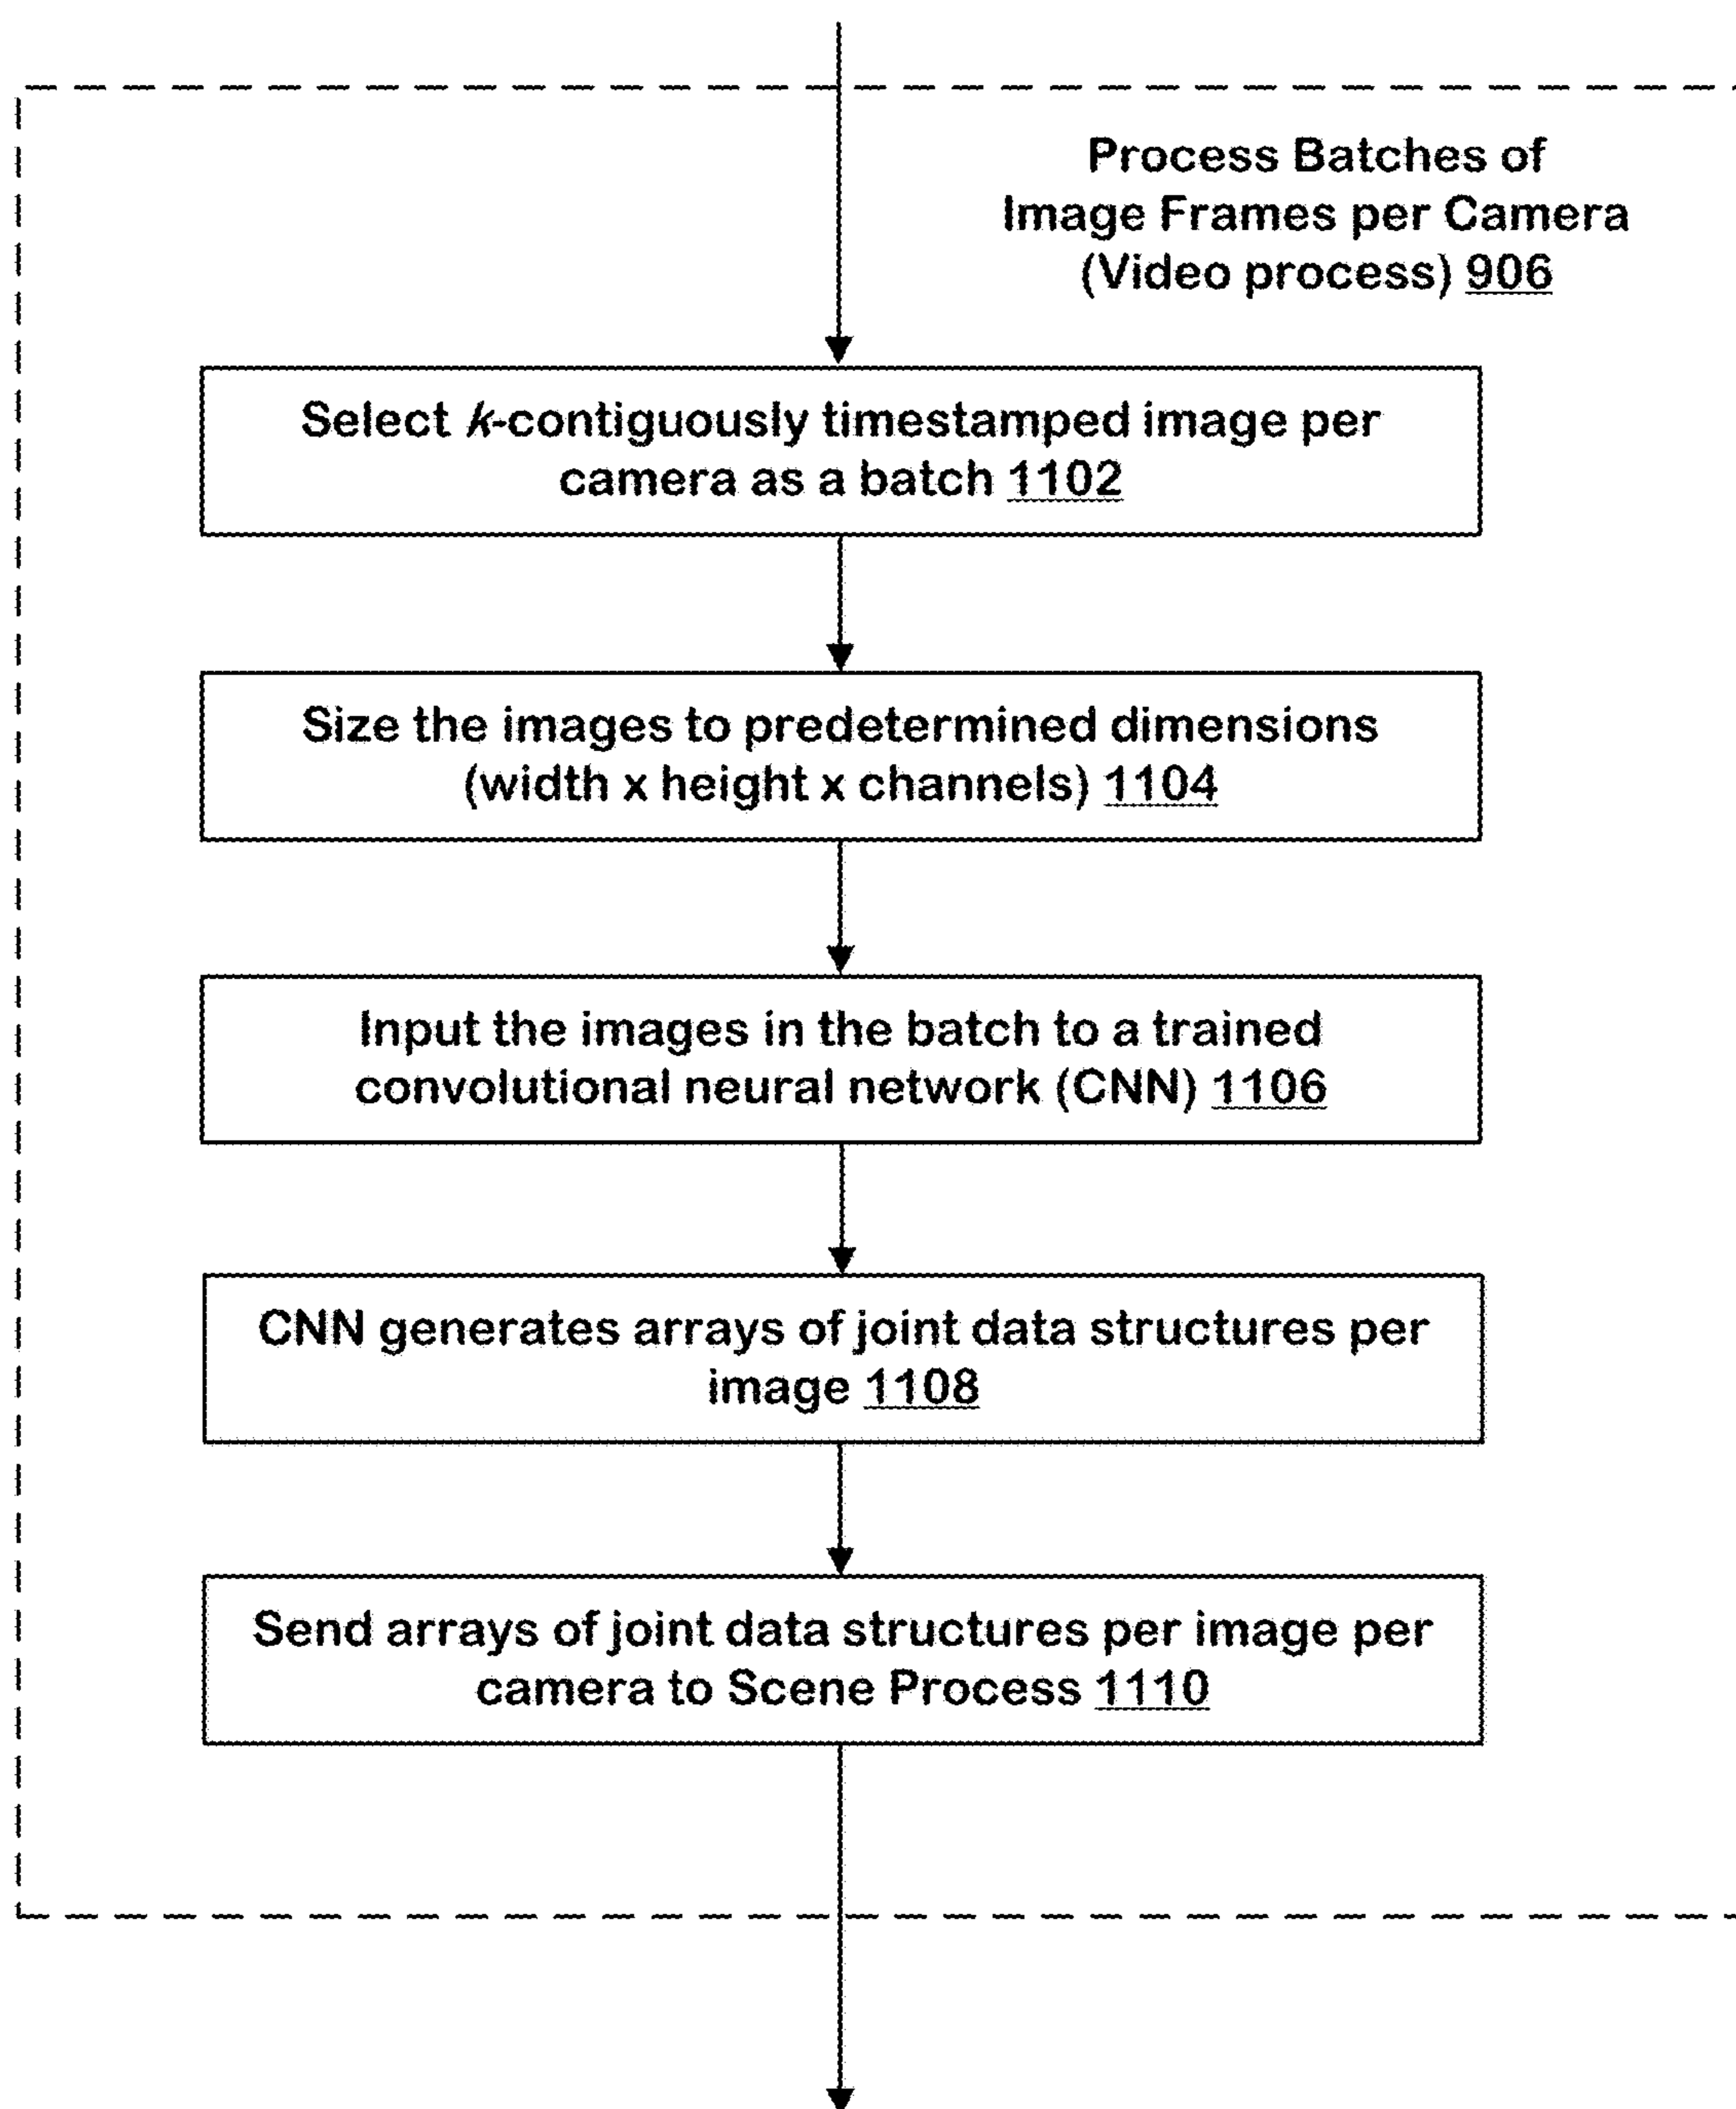 Process Batches of
Image Frames per Camera
(Video process) 906
Select k-contiguously timestamped image per
camera as a batch 1102
Size the images to predetermined dimensions
(width x height x channels) 1104
Input the images in the batch to a trained
convolutional neural network (CNN) 1106
CNN generates arrays of joint data structures per
image 1108
Send arrays of joint data structures per image per
camera to Scene Process 1110